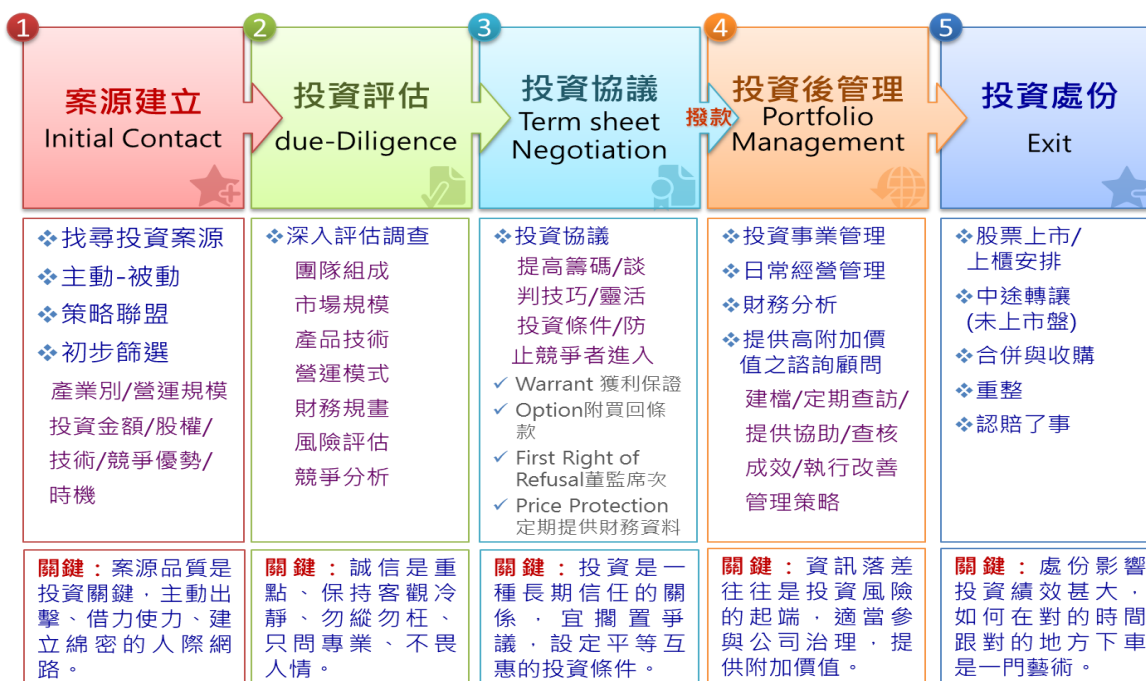 1
案源建立
Initial Contact
2
投資評估
due-Diligence
3
投資協議
Term sheet
Negotiation
撥款
4
投資後管理
Portfolio
Management
5
投資處份
Exit
❖找尋投資案源
❖主動-被動
❖策略聯盟
❖初步篩選
產業別/營運規模
投資金額/股權/
技術/競爭優勢/
時機
❖深入評估調查
團隊組成
市場規模
產品技術
營運模式
財務規畫
風險評估
競爭分析
❖投資協議
提高籌碼/談
判技巧/靈活
投資條件/防
止競爭者進入
✓ Warrant 獲利保證
✓ Option附買回條
款
✓ First Right of
Refusal董監席次
✓ Price Protection
定期提供財務資料
❖投資事業管理
❖日常經營管理
❖財務分析
❖提供高附加價
值之諮詢顧問
建檔/定期查訪/
提供協助/查核
成效/執行改善
管理策略
❖股票上市/
上櫃安排
❖中途轉讓
(未上市盤)
❖合併與收購
❖重整
❖認賠了事
關鍵：案源品質是
投資關鍵，主動出
擊、借力使力、建
立綿密的人際網
路。
關鍵：誠信是重
點、保持客觀冷
靜、勿縱勿枉、
只問專業、不畏
人情。
關鍵：投資是一
種長期信任的關
係，宜擱置爭
議，設定平等互
惠的投資條件。
關鍵：資訊落差
往往是投資風險
的起端，適當參
與公司治理，提
供附加價值。
關鍵：處份影響
投資績效甚大，
如何在對的時間
跟對的地方下車
是一門藝術。